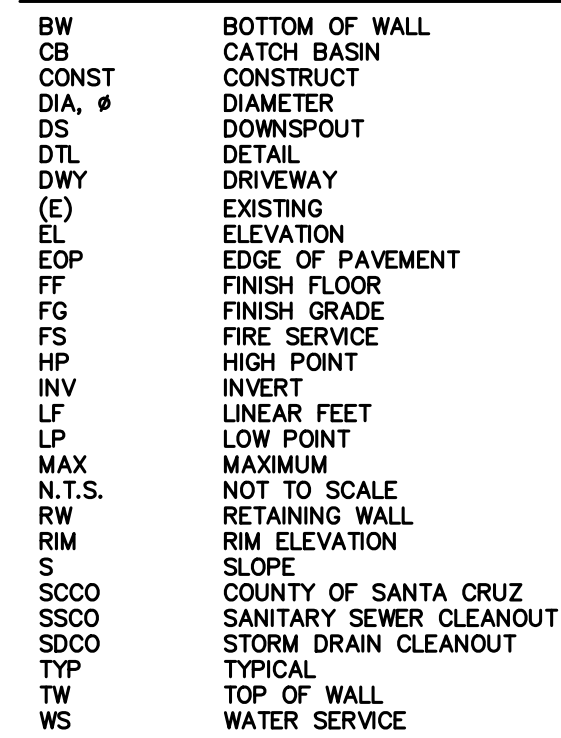 BW BOTTOM OF WALL
CB CATCH BASIN
CONST CONSTRUCT
DIA, ø DIAMETER
DS DOWNSPOUT
DTL DETAIL
DWY DRIVEWAY
(E) EXISTING
EL ELEVATION
EOP EDGE OF PAVEMENT
FF FINISH FLOOR
FG FINISH GRADE
FS FIRE SERVICE
HP HIGH POINT
INV INVERT
LF LINEAR FEET
LP LOW POINT
MAX MAXIMUM
N.T.S. NOT TO SCALE
RW RETAINING WALL
RIM RIM ELEVATION
S SLOPE
SCCO COUNTY OF SANTA CRUZ
SSCO SANITARY SEWER CLEANOUT
SDCO STORM DRAIN CLEANOUT
TYP TYPICAL
TW TOP OF WALL
WS WATER SERVICE